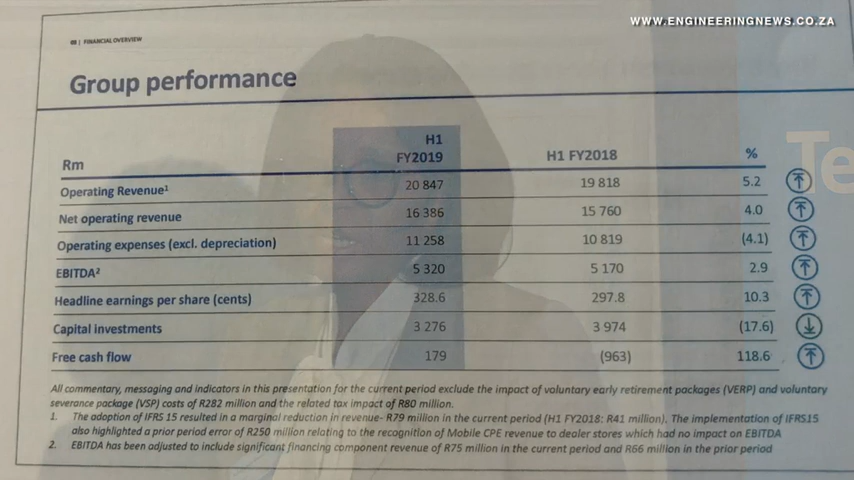 WWW.ENGINEERINGNEWS.CO.ZA
FINANCIAL OVERVIEW
Group performance
Te
Rm H1 FY2019 H1 FY2018 %
Operating Revenue¹ 20 847 19 818 5.2
Net operating revenue 16 386 15 760 4.0
Operating expenses (excl. depreciation) 11 258 10 819 (4.1)
EBITDA² 5 320 5 170 2.9
Headline earnings per share (cents) 328.6 297.8 10.3
Capital investments 3 276 3 974 (17.6)
Free cash flow 179 (963) 118.6
All commentary, messaging and indicators in this presentation for the current period exclude the impact of voluntary early retirement packages (VERP) and voluntary
severance package (VSP) costs of R282 million and the related tax impact of R80 million.
1. The adoption of IFRS 15 resulted in a marginal reduction in revenue- R79 million in the current period (H1 FY2018: R41 million). The implementation of IFRS15
also highlighted a prior period error of R250 million relating to the recognition of Mobile CPE revenue to dealer stores which had no impact on EBITDA
2. EBITDA has been adjusted to include significant financing component revenue of R75 million in the current period and R66 million in the prior period